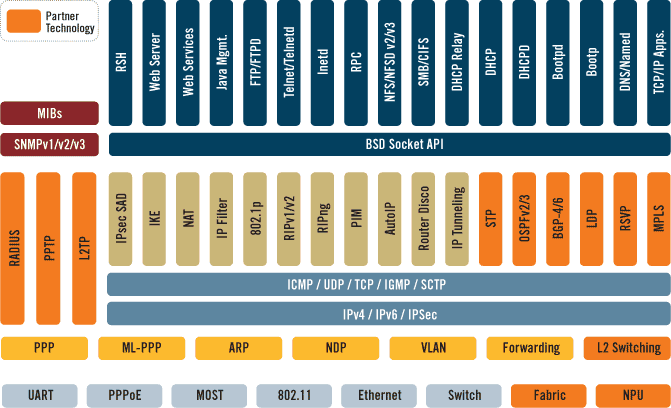 Partner
Technology
RSH
Web Server
Web Services
Java Mgmt.
FTP/FTPD
Telnet/Telnetd
Inetd
RPC
NFS/NFSD v2/v3
SMB/CIFS
DHCP Relay
DHCP
DHCPD
Bootpd
Bootp
DNS/Named
TCP/IP Apps.
MIBs
SNMPv1/v2/v3
BSD Socket API
RADIUS
PPTP
L2TP
IPsec SAD
IKE
NAT
IP Filter
802.1p
RIPv1/v2
RIPng
PIM
AutoIP
Router Disco
IP Tunneling
STP
OSPFv2/3
BGP-4/6
LDP
RSVP
MPLS
ICMP / UDP / TCP / IGMP / SCTP
IPv4 / IPv6 / IPSec
PPP
ML-PPP
ARP
NDP
VLAN
Forwarding
L2 Switching
UART
PPPoE
MOST
802.11
Ethernet
Switch
Fabric
NPU